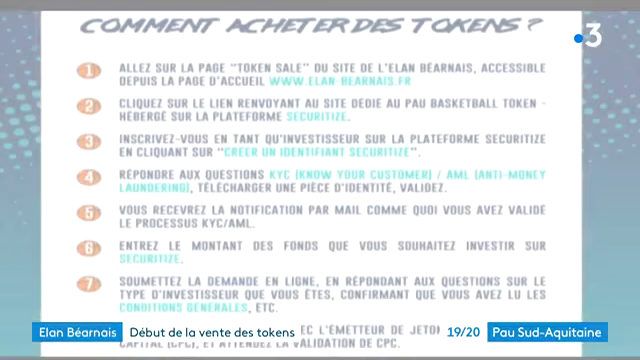 COMMENT ACHETER DES TOKENS ?
3
1 ALLEZ SUR LA PAGE "TOKEN SALE" DU SITE DE L'ELAN BÉARNAIS, ACCESSIBLE
DEPUIS LA PAGE D'ACCUEIL WWW.ELAN-BEARNAIS.FR
2 CLIQUEZ SUR LE LIEN RENVOYANT AU SITE DEDIÉ AU PAU BASKETBALL TOKEN -
HÉBERGÉ SUR LA PLATEFORME SECURITIZE.
3 INSCRIVEZ-VOUS EN TANT QU'INVESTISSEUR SUR LA PLATEFORME SECURITIZE
EN CLIQUANT SUR "CRÉER UN IDENTIFIANT SECURITIZE".
4 RÉPONDRE AUX QUESTIONS KYC (KNOW YOUR CUSTOMER) / AML (ANTI-MONEY
LAUNDERING), TÉLÉCHARGER UNE PIÈCE D'IDENTITÉ, VALIDEZ.
5 VOUS RECEVREZ LA NOTIFICATION PAR MAIL COMME QUOI VOUS AVEZ VALIDÉ
LE PROCESSUS KYC/AML.
6 ENTREZ LE MONTANT DES FONDS QUE VOUS SOUHAITEZ INVESTIR SUR
SECURITIZE.
7 SOUMETTEZ LA DEMANDE EN LIGNE, EN RÉPONDANT AUX QUESTIONS SUR LE
TYPE D'INVESTISSEUR QUE VOUS ÊTES, CONFIRMANT QUE VOUS AVEZ LU LES
CONDITIONS GÉNÉRALES, ETC.
EC L'ÉMETTEUR DE JETO
CAPITAL (CPC), ET ATTENDEZ LA VALIDATION DE CPC.
Elan Béarnais Début de la vente des tokens 19/20 Pau Sud-Aquitaine